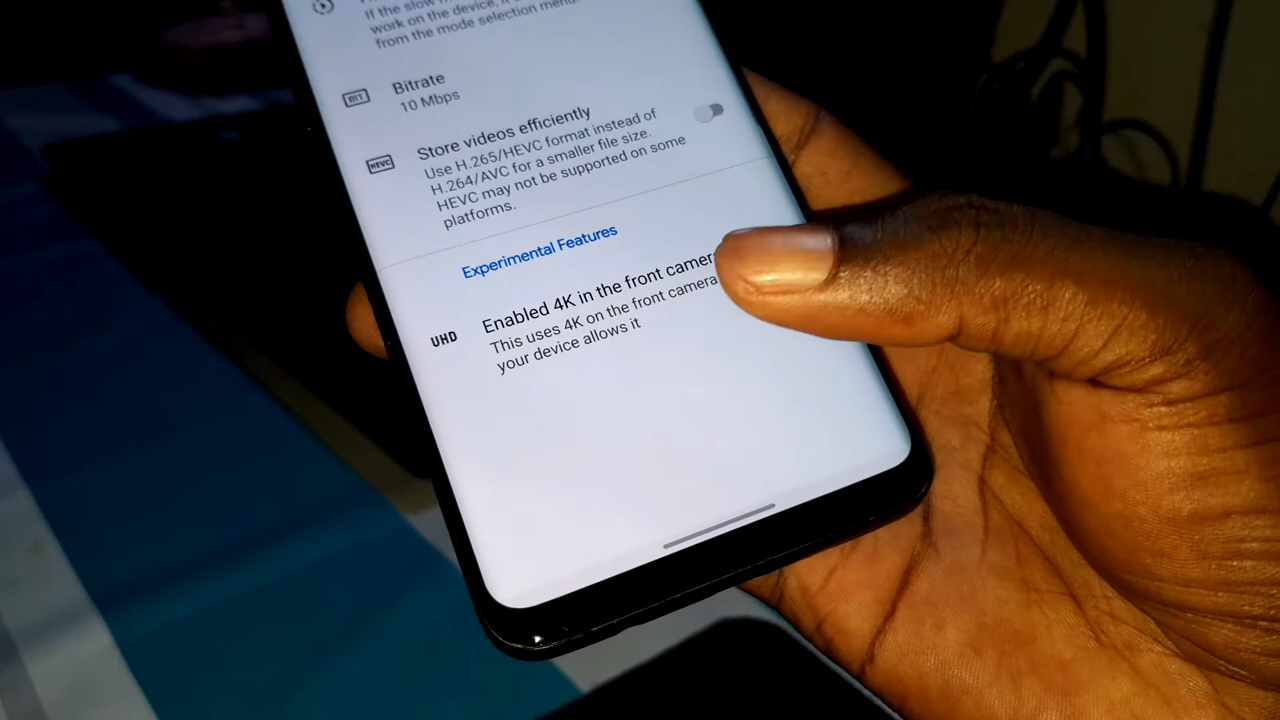 If the slow
work on the device, it
from the mode selection menu.
BIT
Bitrate
10 Mbps
HEVC
Store videos efficiently
Use H.265/HEVC format instead of
H.264/AVC for a smaller file size.
HEVC may not be supported on some
platforms.
Experimental Features
UHD
Enabled 4K in the front camera
This uses 4K on the front camera
your device allows it